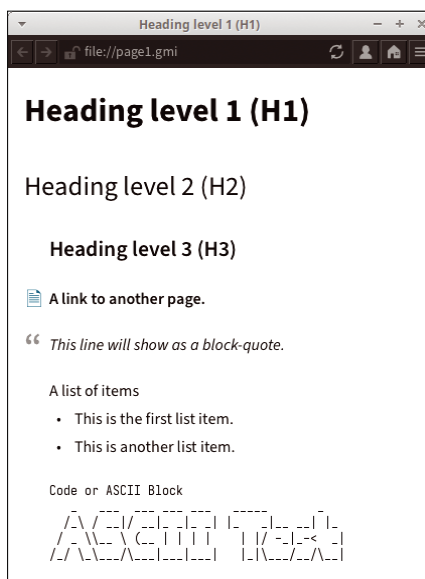 Heading level 1 (H1)
file://page1.gmi
Heading level 1 (H1)
Heading level 2 (H2)
Heading level 3 (H3)
A link to another page.
“ This line will show as a block-quote.
A list of items
• This is the first list item.
• This is another list item.
Code or ASCII Block
ASCII Text